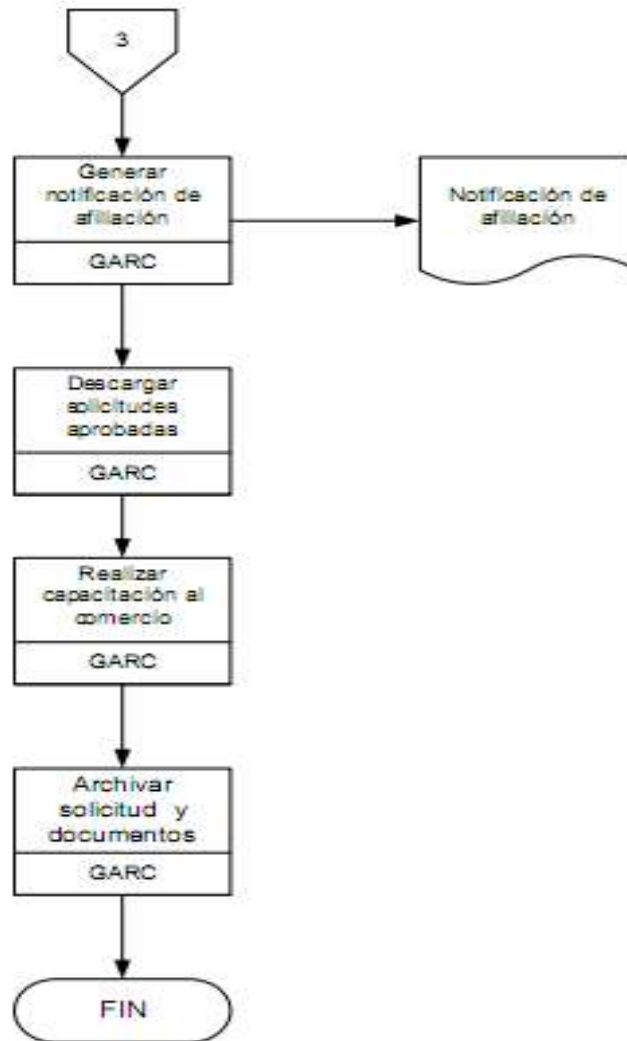 3
Generar
notificación de
afiliación
GARC
Notificación de
afiliación
Descargar
solicitudes
aprobadas
GARC
Realizar
capacitación al
comercio
GARC
Archivar
solicitud y
documentos
GARC
FIN